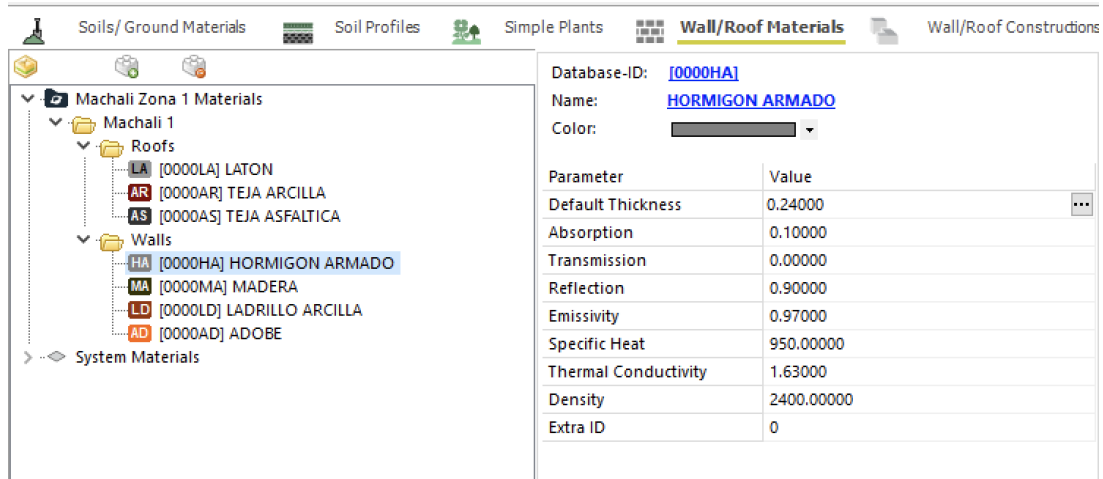 Soils/ Ground Materials Soil Profiles Simple Plants Wall/Roof Materials Wall/Roof Constructions
Machali Zona 1 Materials
Machali 1
Roofs
LA [0000LA] LATON
AR [0000AR] TEJA ARCILLA
AS [0000AS] TEJA ASFALTICA
Walls
HA [0000HA] HORMIGON ARMADO
MA [0000MA] MADERA
LD [0000LD] LADRILLO ARCILLA
AD [0000AD] ADOBE
System Materials
Database-ID: [0000HA]
Name: HORMIGON ARMADO
Color:
Parameter Value
Default Thickness 0.24000 ...
Absorption 0.10000
Transmission 0.00000
Reflection 0.90000
Emissivity 0.97000
Specific Heat 950.00000
Thermal Conductivity 1.63000
Density 2400.00000
Extra ID 0